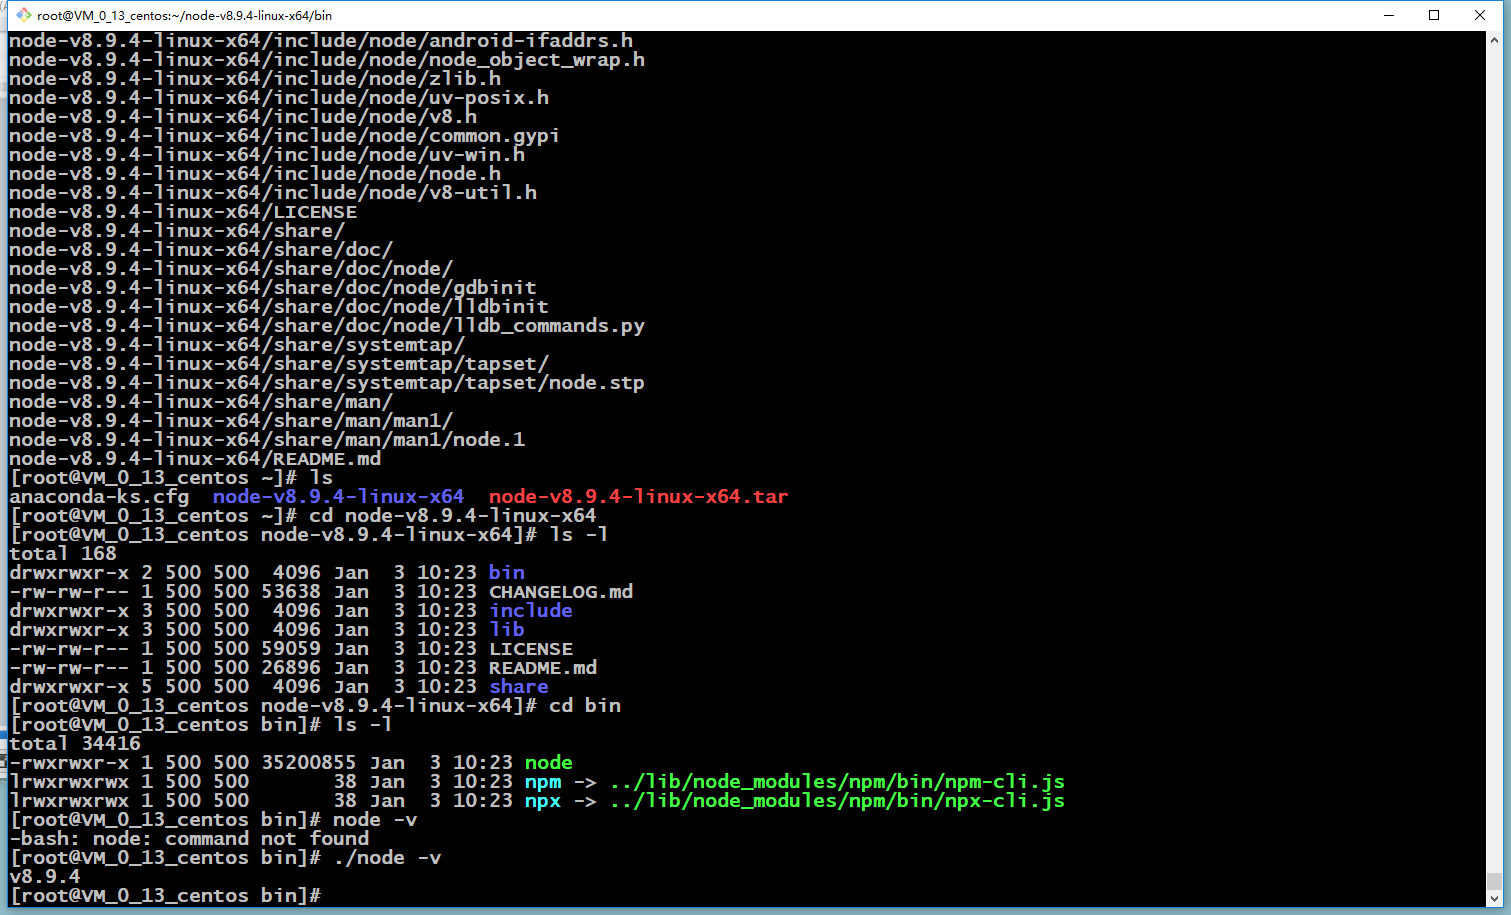 root@VM_0_13_centos:~/node-v8.9.4-linux-x64/bin
node-v8.9.4-linux-x64/include/node/android-ifaddrs.h
node-v8.9.4-linux-x64/include/node/node_object_wrap.h
node-v8.9.4-linux-x64/include/node/zlib.h
node-v8.9.4-linux-x64/include/node/uv-posix.h
node-v8.9.4-linux-x64/include/node/v8.h
node-v8.9.4-linux-x64/include/node/common.gypi
node-v8.9.4-linux-x64/include/node/uv-win.h
node-v8.9.4-linux-x64/include/node/node.h
node-v8.9.4-linux-x64/include/node/v8-util.h
node-v8.9.4-linux-x64/LICENSE
node-v8.9.4-linux-x64/share/
node-v8.9.4-linux-x64/share/doc/
node-v8.9.4-linux-x64/share/doc/node/
node-v8.9.4-linux-x64/share/doc/node/gdbinit
node-v8.9.4-linux-x64/share/doc/node/lldbinit
node-v8.9.4-linux-x64/share/doc/node/lldb_commands.py
node-v8.9.4-linux-x64/share/systemtap/
node-v8.9.4-linux-x64/share/systemtap/tapset/
node-v8.9.4-linux-x64/share/systemtap/tapset/node.stp
node-v8.9.4-linux-x64/share/man/
node-v8.9.4-linux-x64/share/man/man1/
node-v8.9.4-linux-x64/share/man/man1/node.1
node-v8.9.4-linux-x64/README.md
[root@VM_0_13_centos ~]# ls
anaconda-ks.cfg  node-v8.9.4-linux-x64  node-v8.9.4-linux-x64.tar
[root@VM_0_13_centos ~]# cd node-v8.9.4-linux-x64
[root@VM_0_13_centos node-v8.9.4-linux-x64]# ls -l
total 168
drwxrwxr-x 2 500 500  4096 Jan  3 10:23 bin
-rw-rw-r-- 1 500 500 53638 Jan  3 10:23 CHANGELOG.md
drwxrwxr-x 3 500 500  4096 Jan  3 10:23 include
drwxrwxr-x 3 500 500  4096 Jan  3 10:23 lib
-rw-rw-r-- 1 500 500 59059 Jan  3 10:23 LICENSE
-rw-rw-r-- 1 500 500 26896 Jan  3 10:23 README.md
drwxrwxr-x 5 500 500  4096 Jan  3 10:23 share
[root@VM_0_13_centos node-v8.9.4-linux-x64]# cd bin
[root@VM_0_13_centos bin]# ls -l
total 34416
-rwxrwxr-x 1 500 500 35200855 Jan  3 10:23 node
lrwxrwxrwx 1 500 500       38 Jan  3 10:23 npm -> ../lib/node_modules/npm/bin/npm-cli.js
lrwxrwxrwx 1 500 500       38 Jan  3 10:23 npx -> ../lib/node_modules/npm/bin/npx-cli.js
[root@VM_0_13_centos bin]# node -v
-bash: node: command not found
[root@VM_0_13_centos bin]# ./node -v
v8.9.4
[root@VM_0_13_centos bin]#